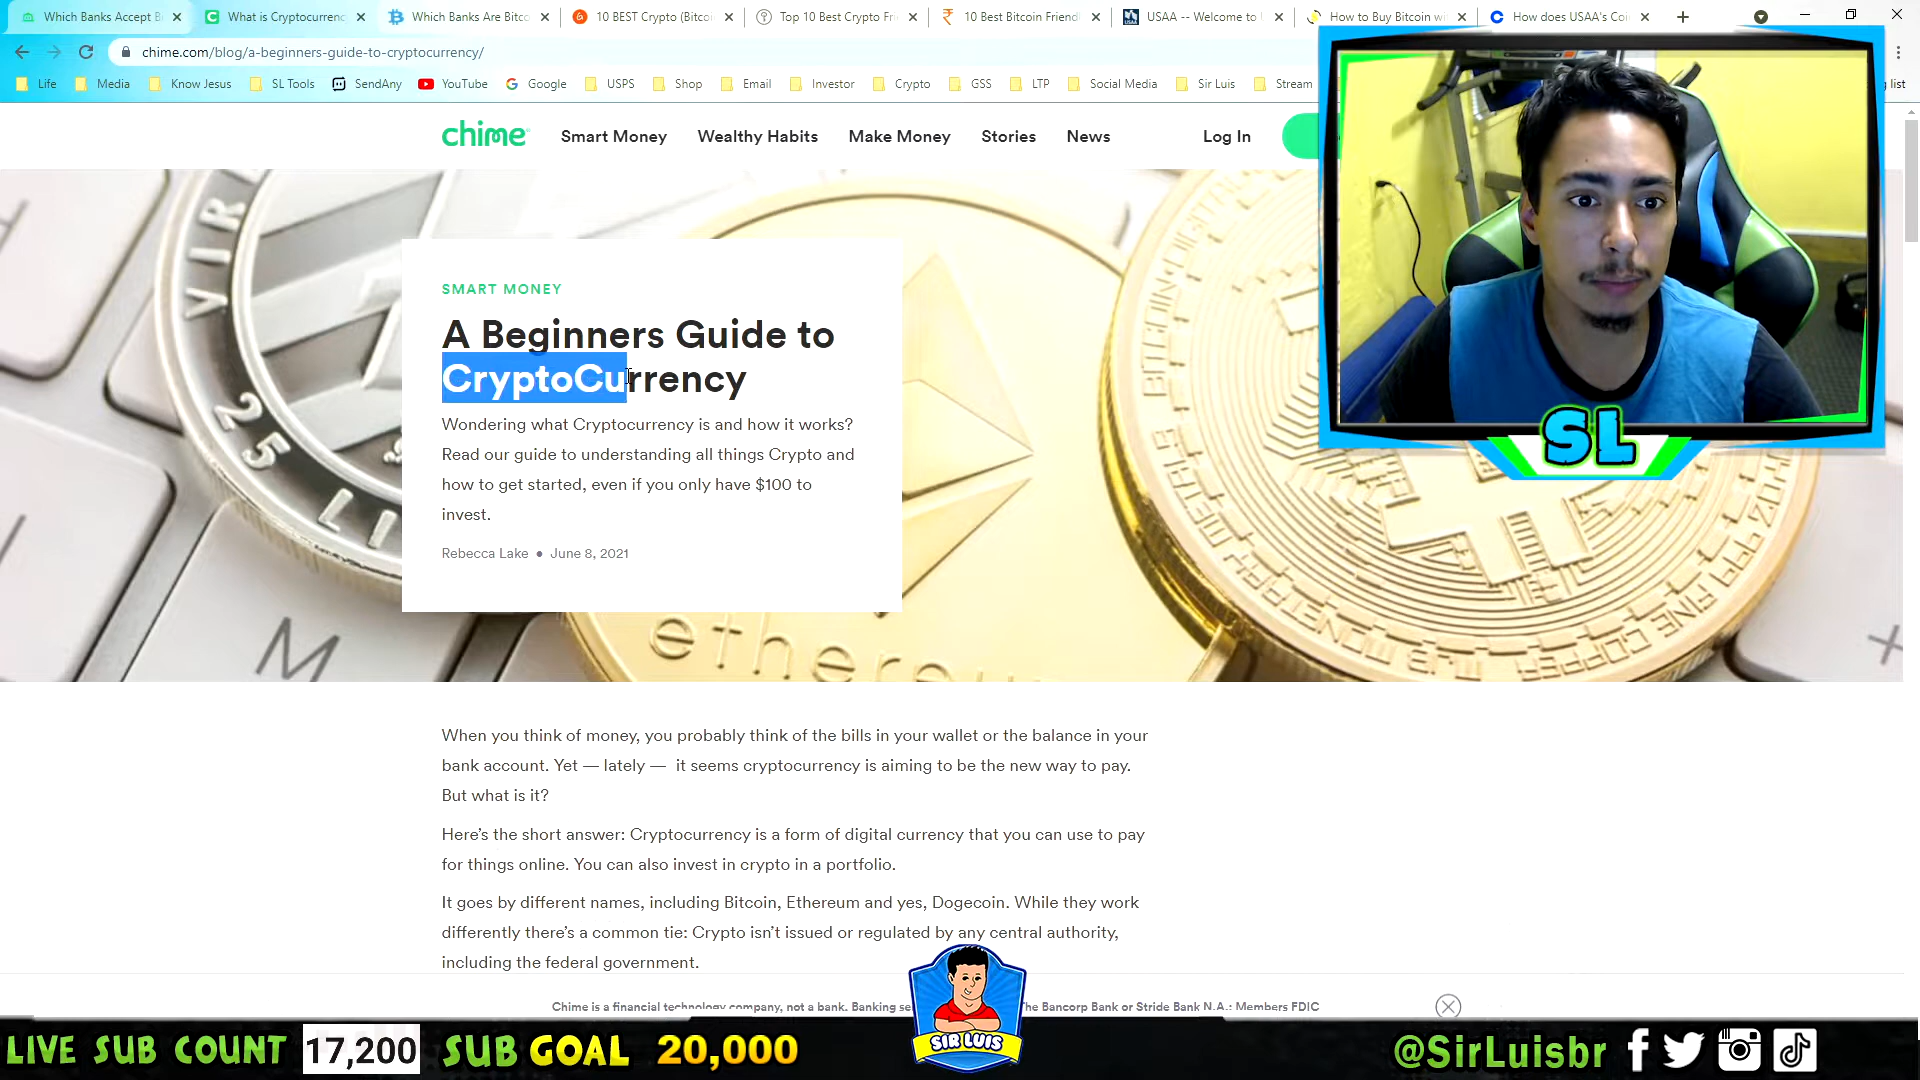 Which Banks Accept B
What is Cryptocurrenc
Which Banks Are Bitco
10 BEST Crypto (Bitcoi
Top 10 Best Crypto Fri
10 Best Bitcoin Friend
USAA -- Welcome to
How to Buy Bitcoin wi
How does USAA's Coi
chime.com/blog/a-beginners-guide-to-cryptocurrency/
Life
Media
Know Jesus
SL Tools
SendAny
YouTube
Google
USPS
Shop
Email
Investor
Crypto
GSS
LTP
Social Media
Sir Luis
Stream
list
chime
Smart Money
Wealthy Habits
Make Money
Stories
News
Log In
SMART MONEY
A Beginners Guide to
CryptoCurrency
Wondering what Cryptocurrency is and how it works?
Read our guide to understanding all things Crypto and
how to get started, even if you only have $100 to
invest.
Rebecca Lake • June 8, 2021
SL
VIR
25 LI
M
ethereum
When you think of money, you probably think of the bills in your wallet or the balance in your
bank account. Yet — lately — it seems cryptocurrency is aiming to be the new way to pay.
But what is it?
Here's the short answer: Cryptocurrency is a form of digital currency that you can use to pay
for things online. You can also invest in crypto in a portfolio.
It goes by different names, including Bitcoin, Ethereum and yes, Dogecoin. While they work
differently there's a common tie: Crypto isn't issued or regulated by any central authority,
including the federal government.
Chime is a financial technology company, not a bank. Banking se
he Bancorp Bank or Stride Bank N.A.; Members FDIC
LIVE SUB COUNT 17,200 SUB GOAL 20,000
SIR LUIS
@SirLuisbr